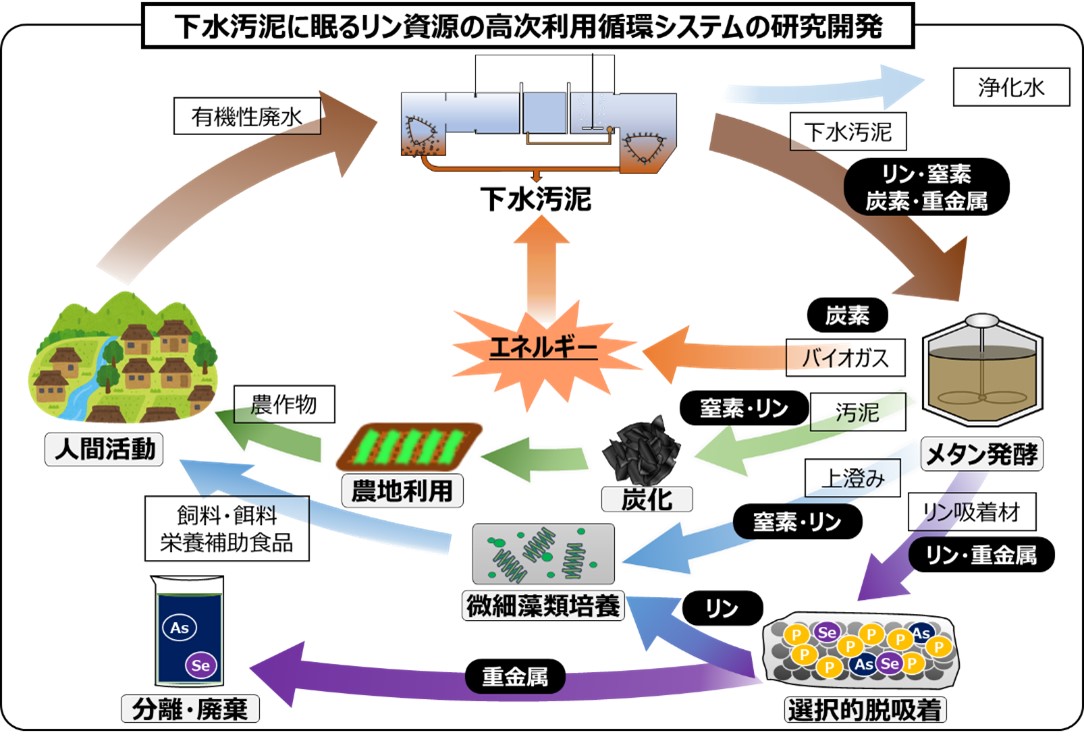 下水汚泥に眠るリン資源の高次利用循環システムの研究開発
有機性廃水
浄化水
下水汚泥
リン・窒素
炭素・重金属
下水汚泥
炭素
バイオガス
エネルギー
窒素・リン
汚泥
農作物
人間活動
農地利用
炭化
メタン発酵
上澄み
窒素・リン
リン吸着材
リン・重金属
飼料・餌料
栄養補助食品
微細藻類培養
リン
As
Se
P
Se
P
P
As
P
P
P
As
Se
P
重金属
分離・廃棄
選択的脱吸着